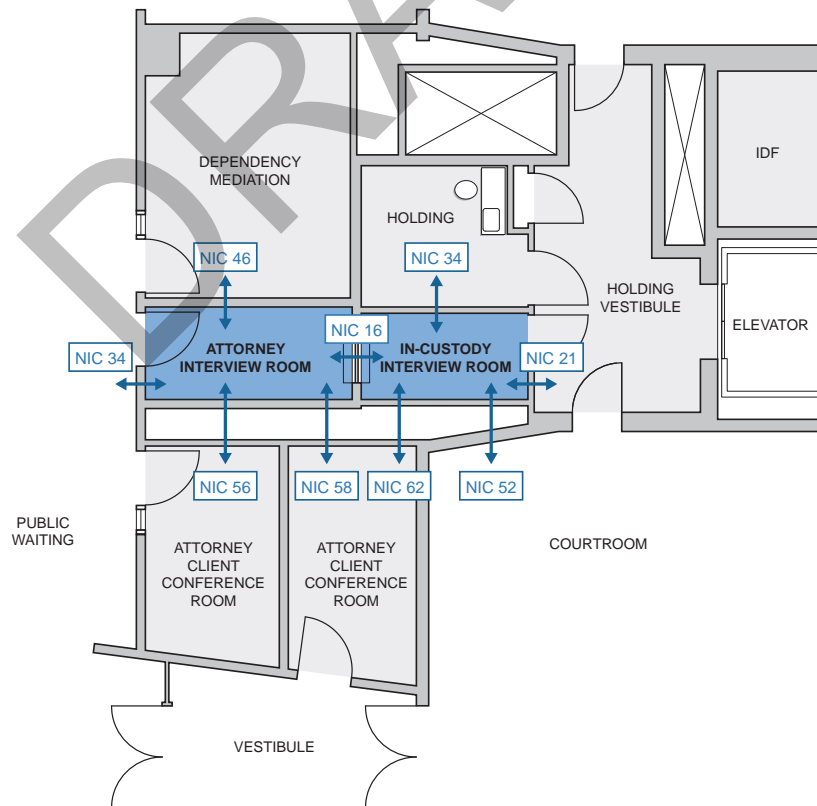 DRA
DEPENDENCY
MEDIATION
IDF
HOLDING
NIC 46
NIC 34
HOLDING
VESTIBULE
NIC 16
ELEVATOR
NIC 34
ATTORNEY
INTERVIEW ROOM
IN-CUSTODY
INTERVIEW ROOM
NIC 21
NIC 56
NIC 58
NIC 62
NIC 52
PUBLIC
WAITING
ATTORNEY
CLIENT
CONFERENCE
ROOM
ATTORNEY
CLIENT
CONFERENCE
ROOM
COURTROOM
VESTIBULE